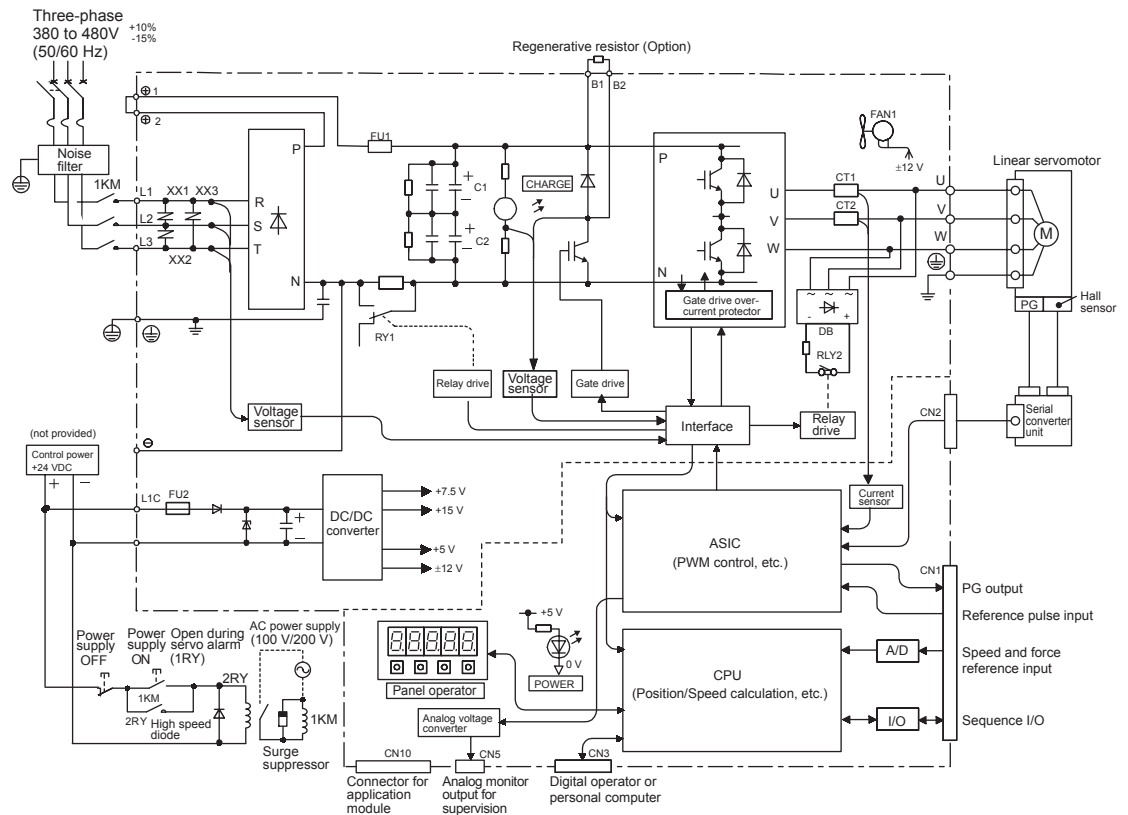 Three-phase
380 to 480V +10%
-15%
(50/60 Hz)
Regenerative resistor (Option)
B1 B2
⊕ 1
⊕ 2
FU1
FAN1
±12 V
Noise
filter
1KM
L1
L2
L3
XX1 XX3
XX2
P
R
S
T
N
+
C1
−
+
C2
−
CHARGE
P
N
U
V
W
Gate drive over-
current protector
CT1
CT2
U
V
W
Linear servomotor
M
PG
Hall
sensor
~ ~ ~
- +
DB
RLY2
RY1
Relay drive
Voltage
sensor
Gate drive
Voltage
sensor
Interface
Relay
drive
CN2
Serial
converter
unit
(not provided)
Control power
+24 VDC
+ −
⊖
L1C
FU2
+
−
DC/DC
converter
+7.5 V
+15 V
+5 V
±12 V
Current
sensor
ASIC
(PWM control, etc.)
CN1
PG output
Reference pulse input
A/D
Speed and force
reference input
CPU
(Position/Speed calculation, etc.)
I/O
Sequence I/O
Power
supply
OFF
Power
supply
ON
Open during
servo alarm
(1RY)
AC power supply
(100 V/200 V)
1KM
2RY
2RY
High speed
diode
1KM
Surge
suppressor
8.8.8.8.8.
Panel operator
+5 V
0 V
POWER
Analog voltage
converter
CN10
CN5
CN3
Connector for
application
module
Analog monitor
output for
supervision
Digital operator or
personal computer